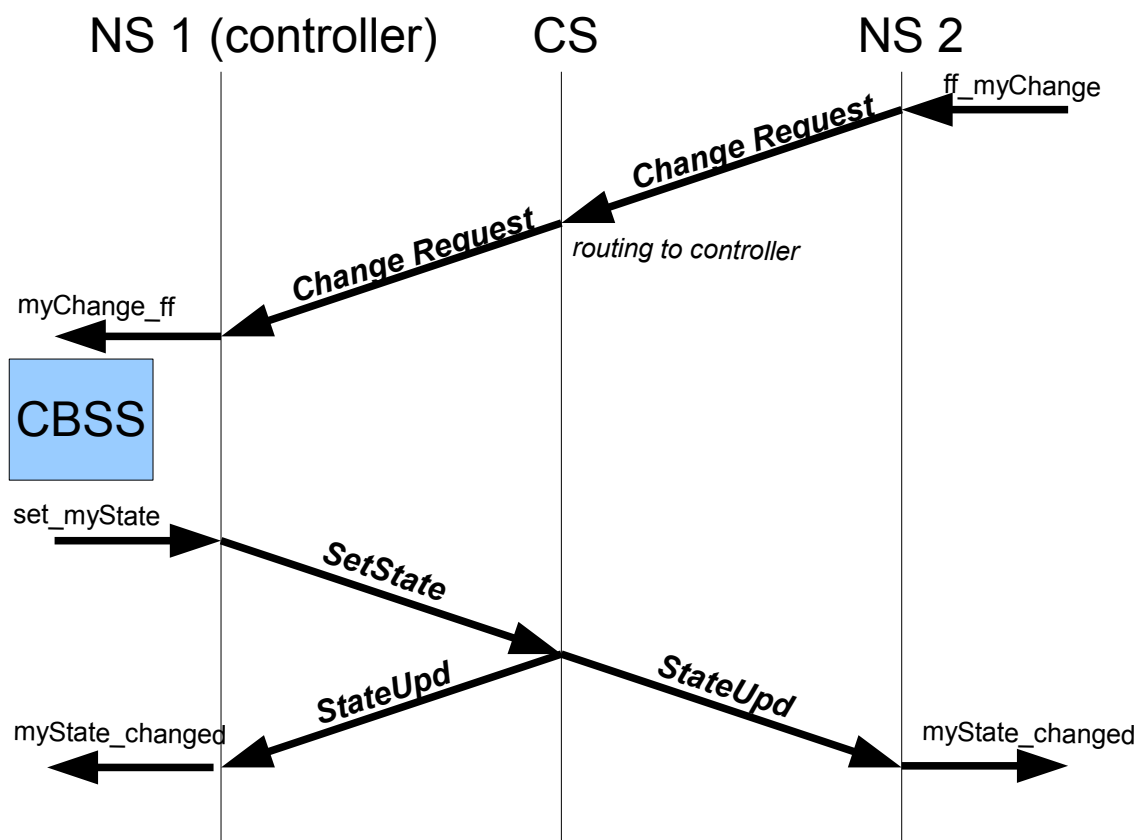 NS 1 (controller)
CS
NS 2
ff_myChange
Change Request
Change Request
routing to controller
myChange_ff
CBSS
set_myState
SetState
StateUpd
StateUpd
myState_changed
myState_changed